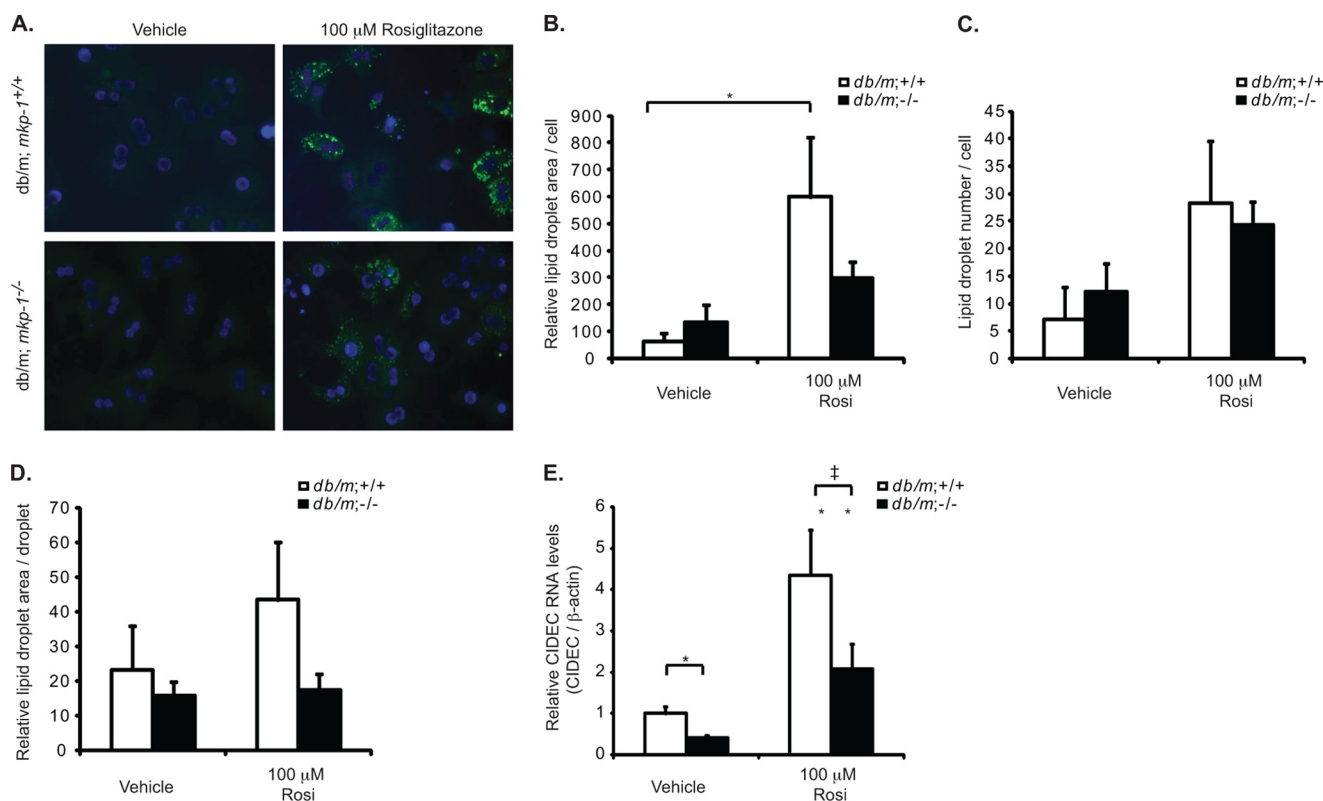 A.
Vehicle
100 μM Rosiglitazone
db/m; mkp-1+/+
db/m; mkp-1-/-
B.
db/m;+/+
db/m;-/-
*
Relative lipid droplet area / cell
900
800
700
600
500
400
300
200
100
0
Vehicle
100 μM
Rosi
C.
db/m;+/+
db/m;-/-
Lipid droplet number / cell
45
40
35
30
25
20
15
10
5
0
Vehicle
100 μM
Rosi
D.
db/m;+/+
db/m;-/-
Relative lipid droplet area / droplet
70
60
50
40
30
20
10
0
Vehicle
100 μM
Rosi
E.
db/m;+/+
db/m;-/-
‡
* *
*
Relative CIDEC RNA levels
(CIDEC / β-actin)
6
5
4
3
2
1
0
Vehicle
100 μM
Rosi